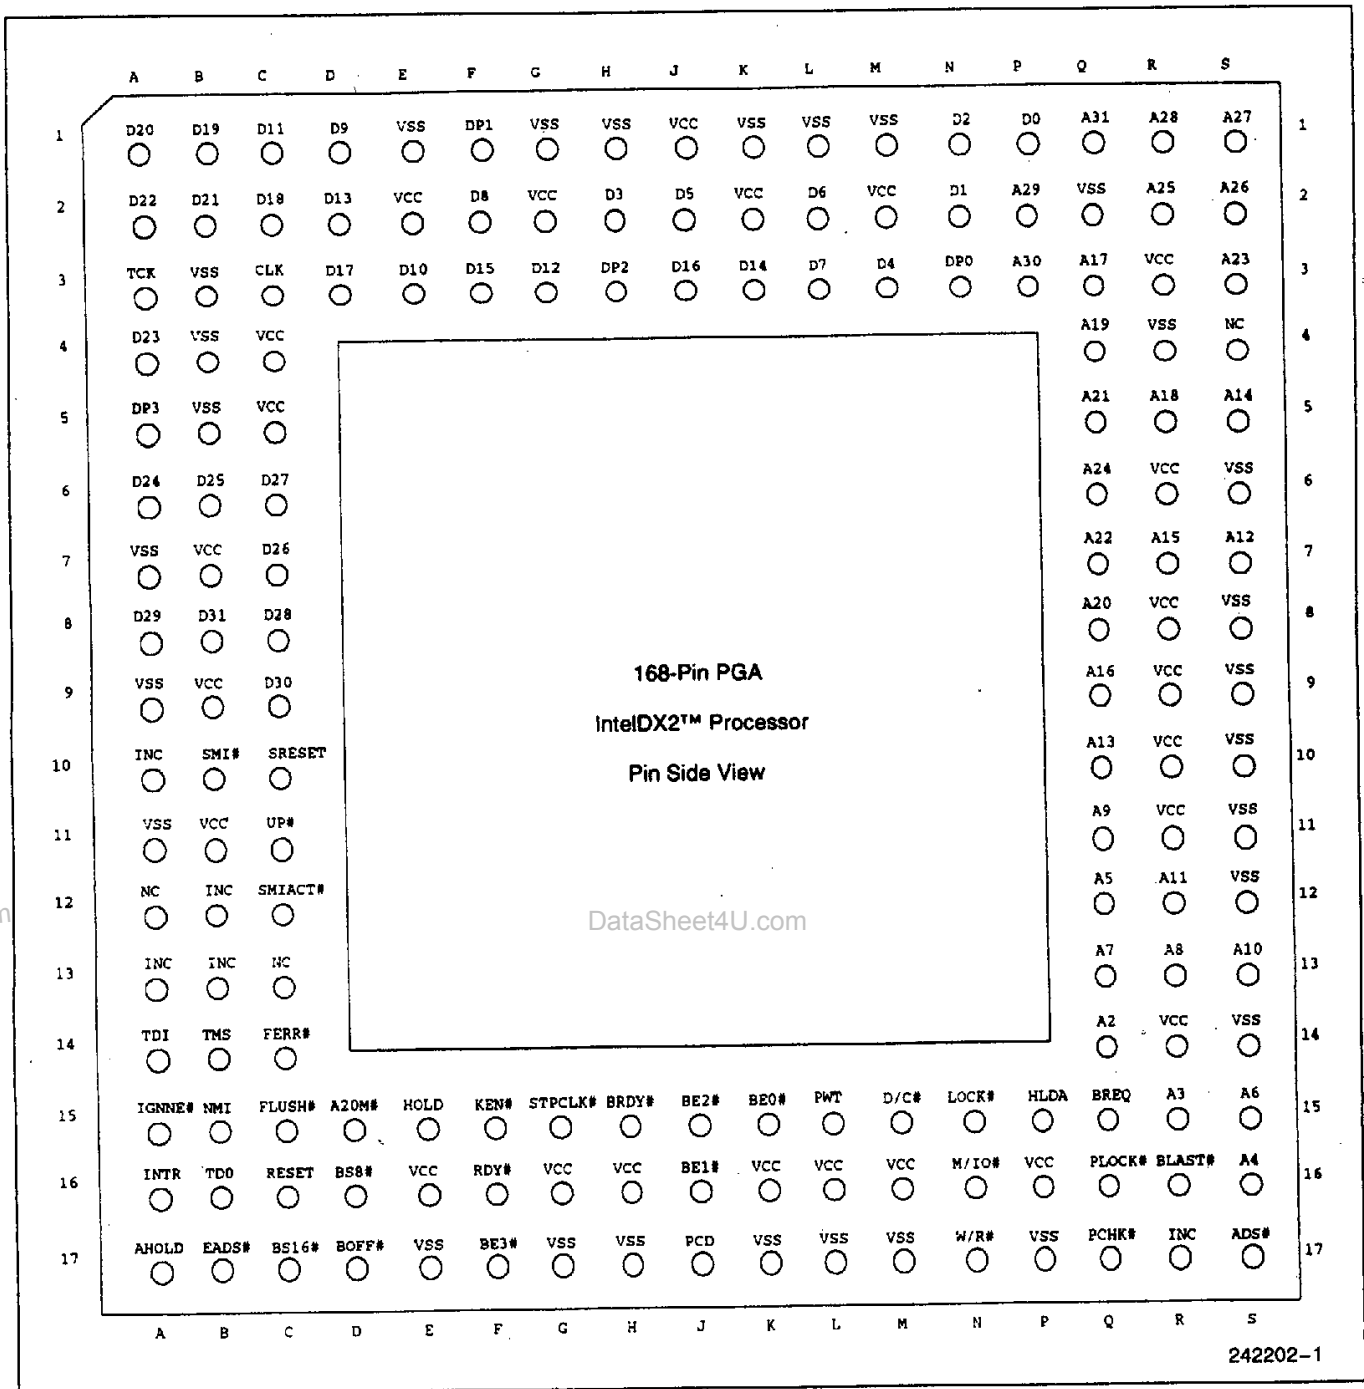 A B C D E F G H J K L M N P Q R S
D20 D19 D11 D9 VSS DP1 VSS VSS VCC VSS VSS VSS D2 D0 A31 A28 A27
1 1
D22 D21 D18 D13 VCC D8 VCC D3 D5 VCC D6 VCC D1 A29 VSS A25 A26
2 2
TCK VSS CLK D17 D10 D15 D12 DP2 D16 D14 D7 D4 DP0 A30 A17 VCC A23
3 3
D23 VSS VCC A19 VSS NC
4 4
DP3 VSS VCC A21 A18 A14
5 5
D24 D25 D27 A24 VCC VSS
6 6
VSS VCC D26 A22 A15 A12
7 7
D29 D31 D28 A20 VCC VSS
8 8
168-Pin PGA
VSS VCC D30 A16 VCC VSS
9 9
IntelDX2™ Processor
INC SMI# SRESET A13 VCC VSS
10 10
Pin Side View
VSS VCC UP# A9 VCC VSS
11 11
NC INC SMIACT# A5 A11 VSS
12 12
DataSheet4U.com
INC INC NC A7 A8 A10
13 13
TDI TMS FERR# A2 VCC VSS
14 14
IGNNE# NMI FLUSH# A20M# HOLD KEN# STPCLK# BRDY# BE2# BE0# PWT D/C# LOCK# HLDA BREQ A3 A6
15 15
INTR TDO RESET BS8# VCC RDY# VCC VCC BE1# VCC VCC VCC M/IO# VCC PLOCK# BLAST# A4
16 16
AHOLD EADS# BS16# BOFF# VSS BE3# VSS VSS PCD VSS VSS VSS W/R# VSS PCHK# INC ADS#
17 17
A B C D E F G H J K L M N P Q R S
242202-1